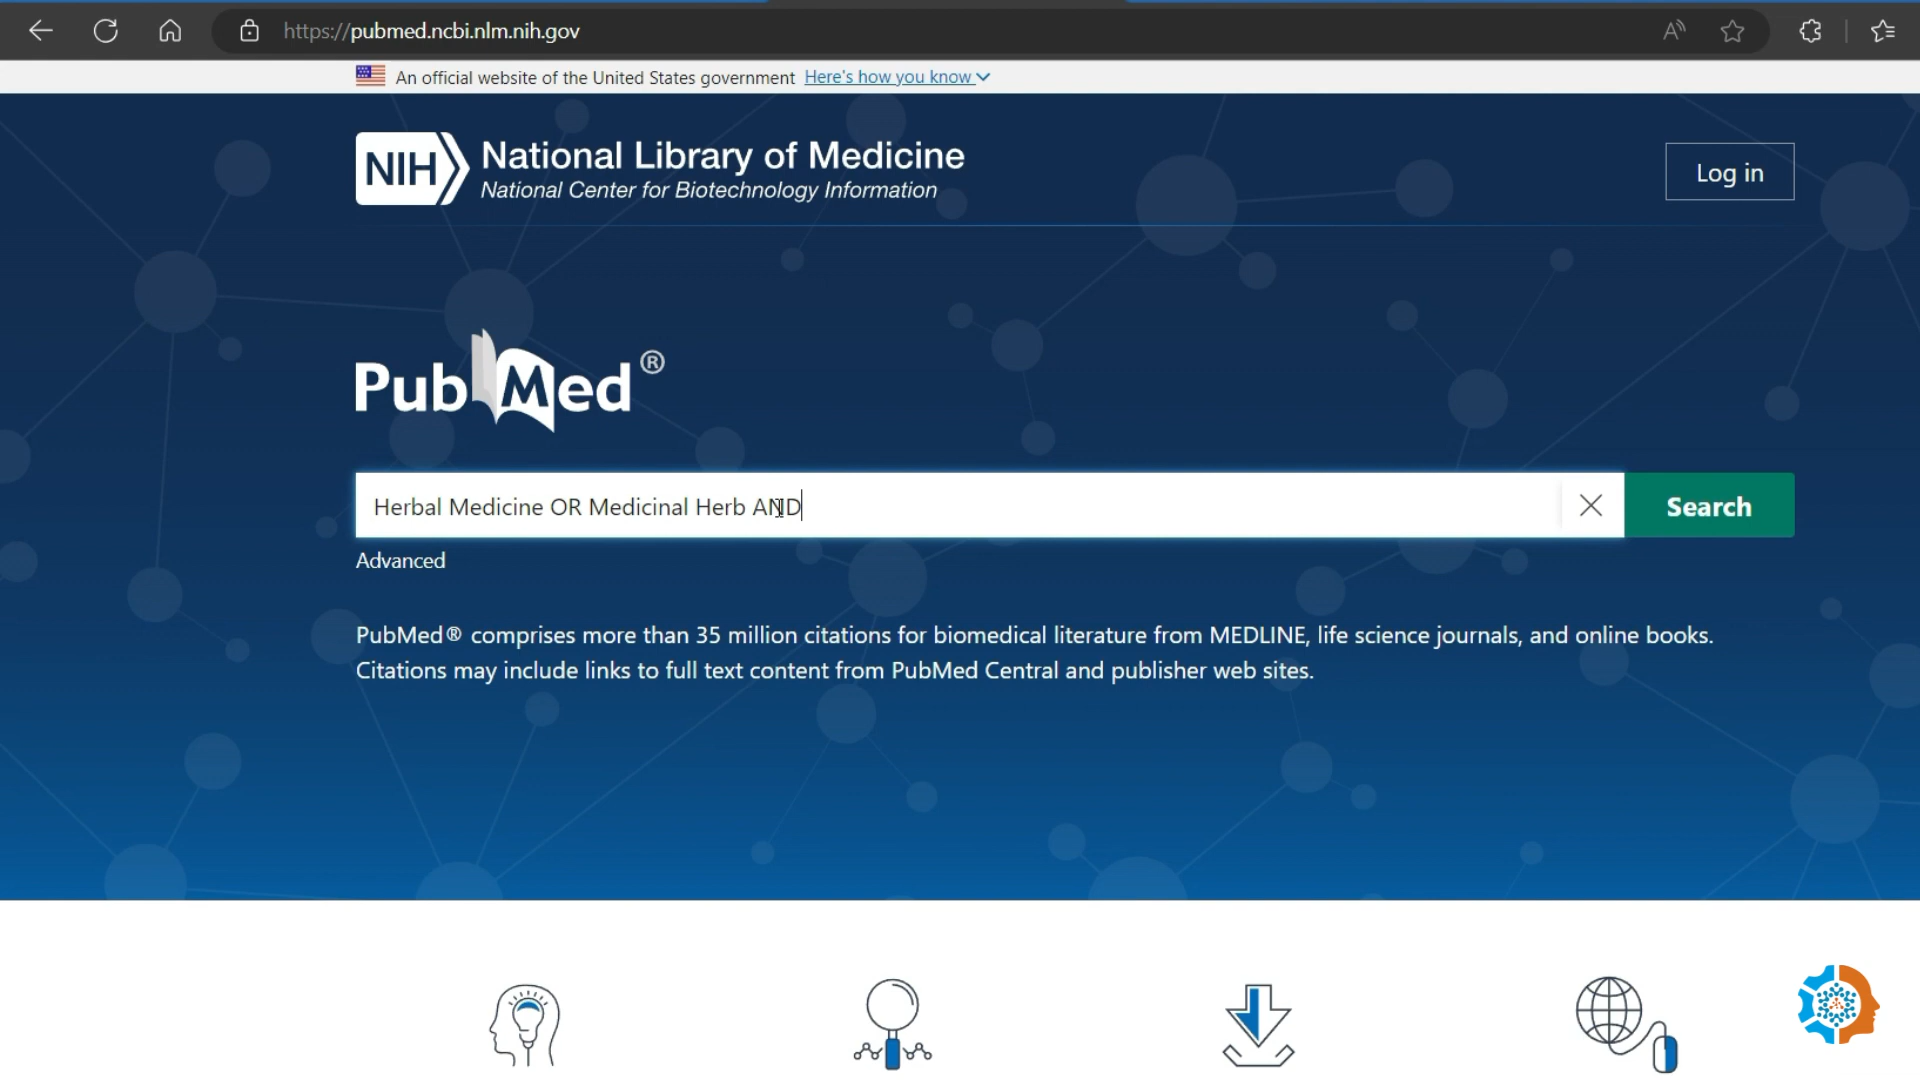 https://pubmed.ncbi.nlm.nih.gov
An official website of the United States government Here's how you know
NIH National Library of Medicine
National Center for Biotechnology Information
Log in
PubMed®
Herbal Medicine OR Medicinal Herb AND
Search
Advanced
PubMed® comprises more than 35 million citations for biomedical literature from MEDLINE, life science journals, and online books.
Citations may include links to full text content from PubMed Central and publisher web sites.